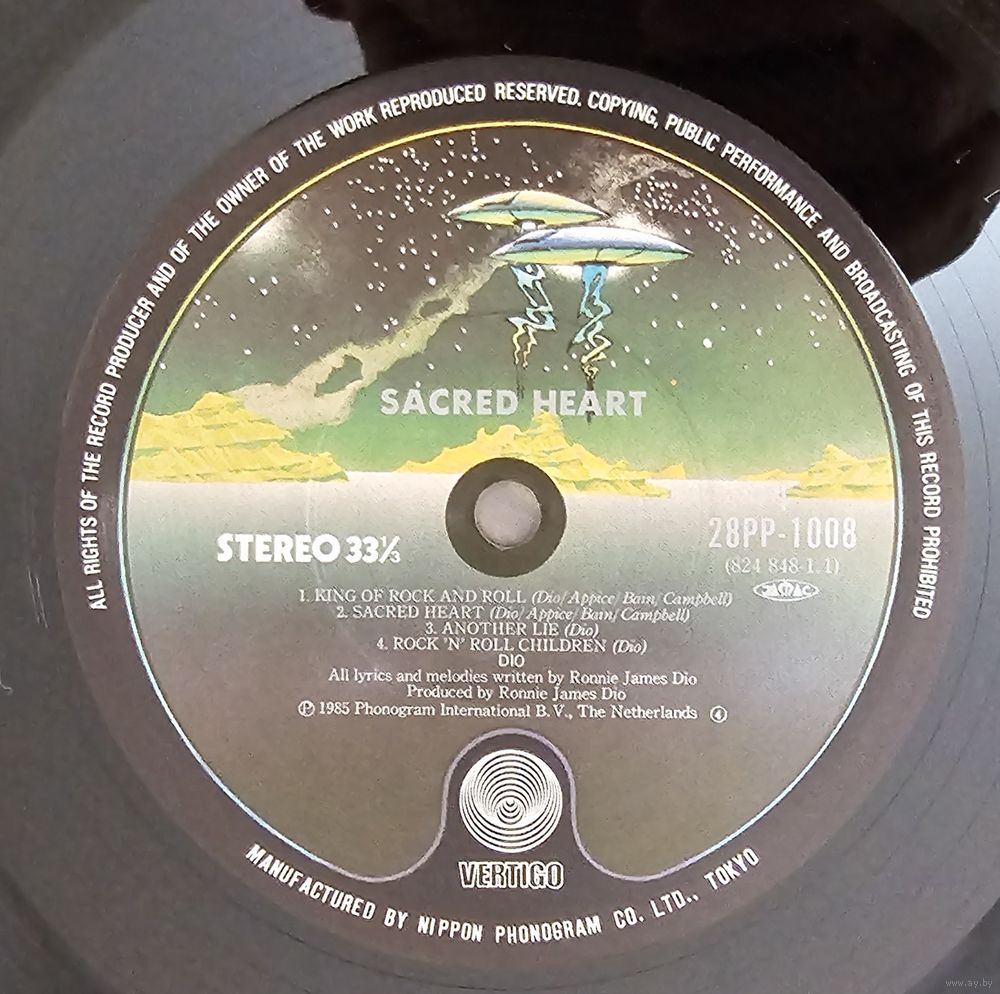 ALL RIGHTS OF THE RECORD PRODUCER AND OF THE OWNER OF THE WORK REPRODUCED RESERVED. COPYING, PUBLIC PERFORMANCE AND BROADCASTING OF THIS RECORD PROHIBITED
SACRED HEART
STEREO 33⅓
28PP-1008
(824 848-1.1)
1. KING OF ROCK AND ROLL (Dio/Appice/Bain/Campbell)
2. SACRED HEART (Dio/Appice/Bain/Campbell)
3. ANOTHER LIE (Dio)
4. ROCK 'N' ROLL CHILDREN (Dio)
DIO
All lyrics and melodies written by Ronnie James Dio
Produced by Ronnie James Dio
Ⓟ 1985 Phonogram International B.V., The Netherlands ④
VERTIGO
MANUFACTURED BY NIPPON PHONOGRAM CO. LTD., TOKYO
www.ay.by